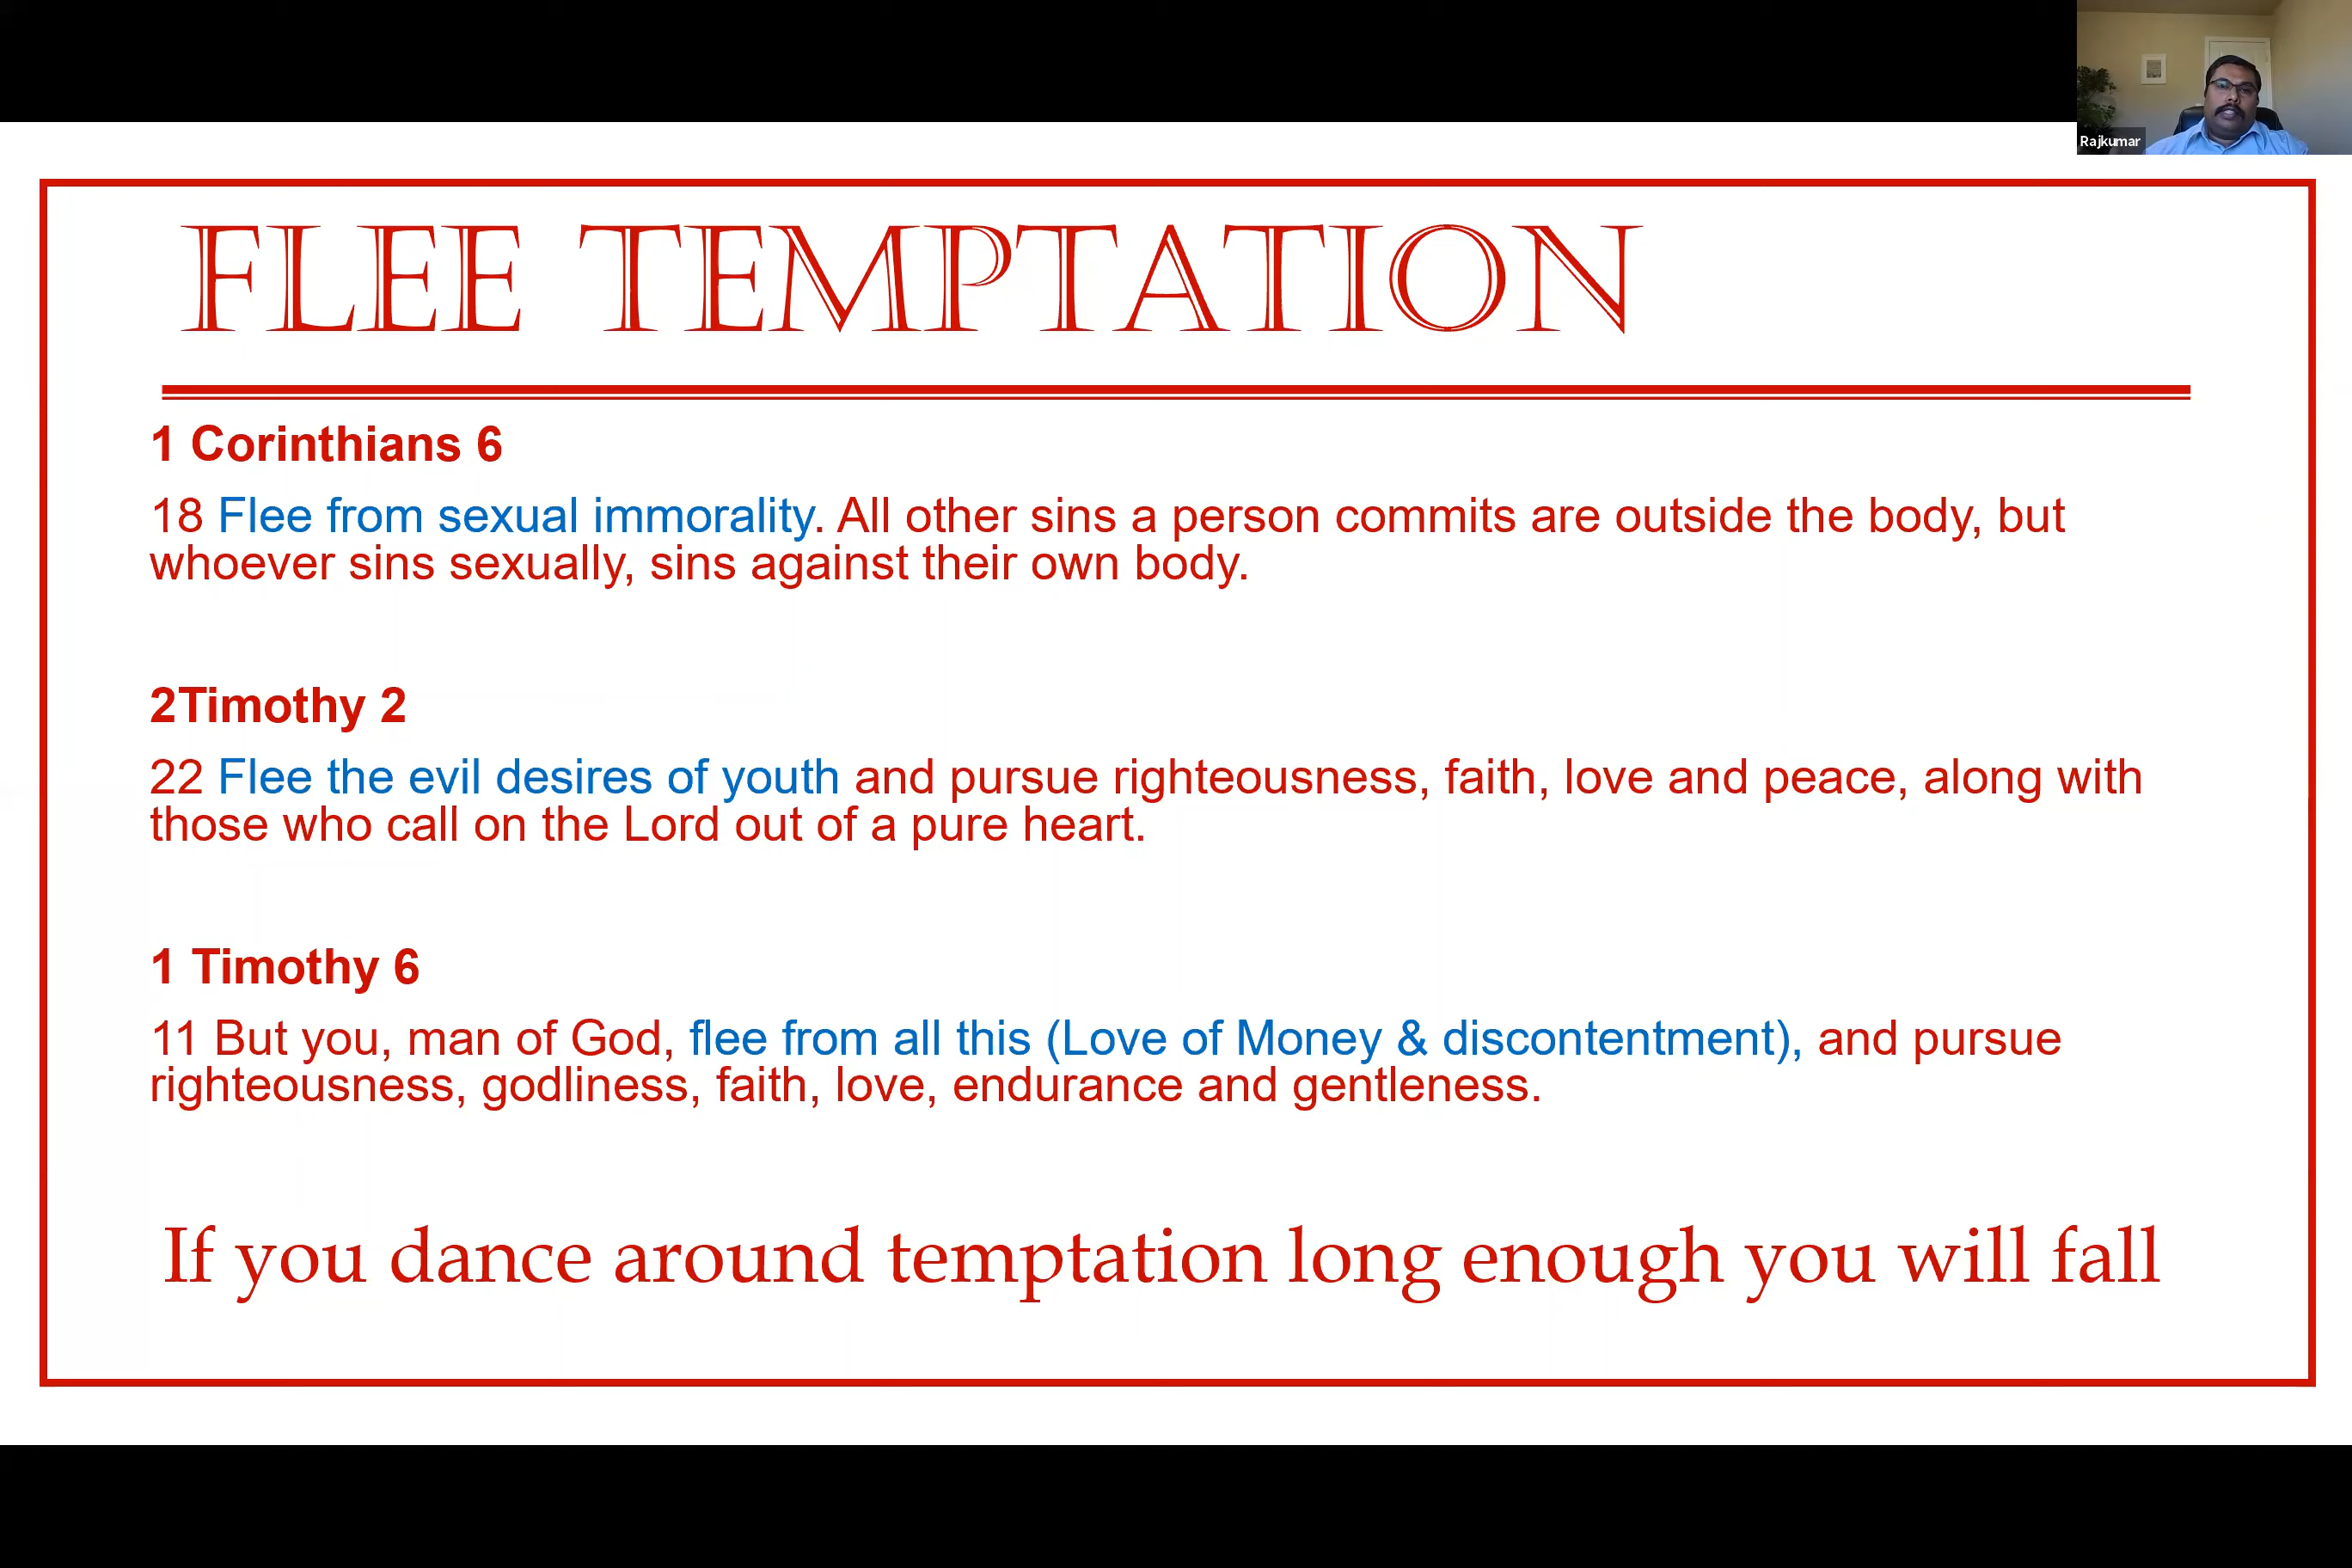 Rajkumar
FLEE TEMPTATION
1 Corinthians 6
18 Flee from sexual immorality. All other sins a person commits are outside the body, but
whoever sins sexually, sins against their own body.
2Timothy 2
22 Flee the evil desires of youth and pursue righteousness, faith, love and peace, along with
those who call on the Lord out of a pure heart.
1 Timothy 6
11 But you, man of God, flee from all this (Love of Money & discontentment), and pursue
righteousness, godliness, faith, love, endurance and gentleness.
If you dance around temptation long enough you will fall